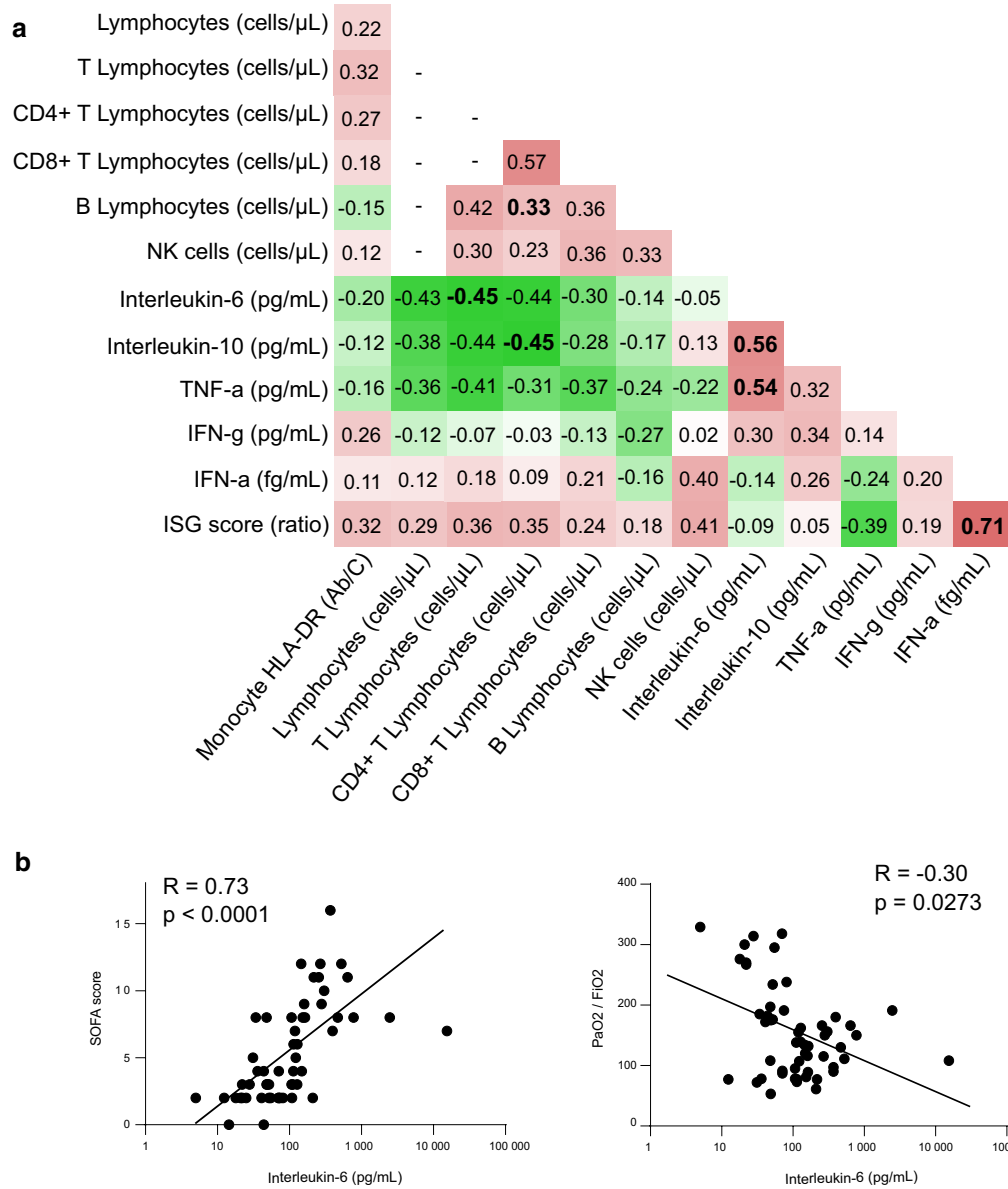 a
Lymphocytes (cells/µL) 0.22
T Lymphocytes (cells/µL) 0.32 -
CD4+ T Lymphocytes (cells/µL) 0.27 - -
CD8+ T Lymphocytes (cells/µL) 0.18 - - 0.57
B Lymphocytes (cells/µL) -0.15 - 0.42 0.33 0.36
NK cells (cells/µL) 0.12 - 0.30 0.23 0.36 0.33
Interleukin-6 (pg/mL) -0.20 -0.43 -0.45 -0.44 -0.30 -0.14 -0.05
Interleukin-10 (pg/mL) -0.12 -0.38 -0.44 -0.45 -0.28 -0.17 0.13 0.56
TNF-a (pg/mL) -0.16 -0.36 -0.41 -0.31 -0.37 -0.24 -0.22 0.54 0.32
IFN-g (pg/mL) 0.26 -0.12 -0.07 -0.03 -0.13 -0.27 0.02 0.30 0.34 0.14
IFN-a (fg/mL) 0.11 0.12 0.18 0.09 0.21 -0.16 0.40 -0.14 0.26 -0.24 0.20
ISG score (ratio) 0.32 0.29 0.36 0.35 0.24 0.18 0.41 -0.09 0.05 -0.39 0.19 0.71
Monocyte HLA-DR (Ab/C)
Lymphocytes (cells/µL)
T Lymphocytes (cells/µL)
CD4+ T Lymphocytes (cells/µL)
CD8+ T Lymphocytes (cells/µL)
B Lymphocytes (cells/µL)
NK cells (cells/µL)
Interleukin-6 (pg/mL)
Interleukin-10 (pg/mL)
TNF-a (pg/mL)
IFN-g (pg/mL)
IFN-a (fg/mL)
b
R = 0.73
p < 0.0001
SOFA score
15
10
5
0
1 10 100 1 000 10 000 100 000
Interleukin-6 (pg/mL)
R = -0.30
p = 0.0273
PaO2 / FiO2
400
300
200
100
0
1 10 100 1 000 10 000
Interleukin-6 (pg/mL)